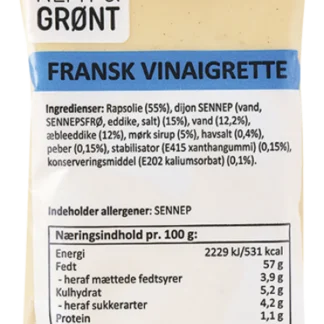 GRØNT
FRANSK VINAIGRETTE
Ingredienser: Rapsolie (55%), dijon SENNEP (vand,
SENNEPSFRØ, eddike, salt) (15%), vand (12,2%),
æbleeddike (12%), mørk sirup (5%), havsalt (0,4%),
peber (0,15%), stabilisator (E415 xanthangummi) (0,15%),
konserveringsmiddel (E202 kaliumsorbat) (0,1%).
Indeholder allergener: SENNEP
Næringsindhold pr. 100 g:
Energi 2229 kJ/531 kcal
Fedt 57 g
- heraf mættede fedtsyrer 3,9 g
Kulhydrat 5,2 g
- heraf sukkerarter 4,2 g
Protein 1,1 g